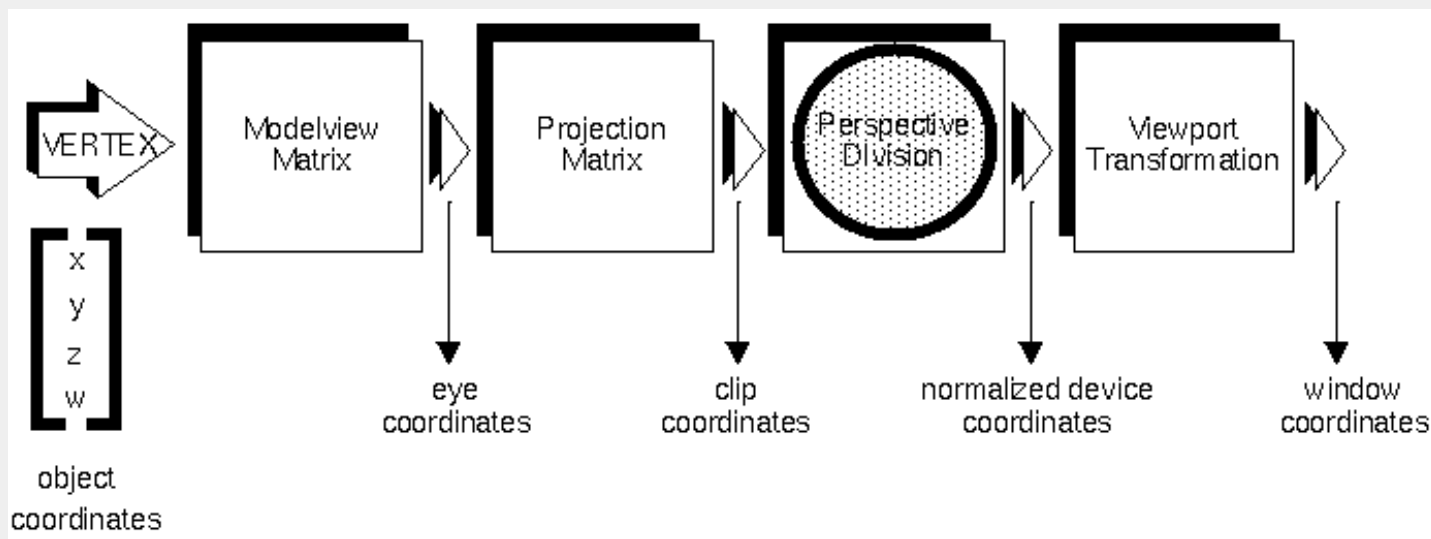 VERTEX
x
y
z
w
object
coordinates
Modelview
Matrix
eye
coordinates
Projection
Matrix
clip
coordinates
Perspective
Division
normalized device
coordinates
Viewport
Transformation
window
coordinates